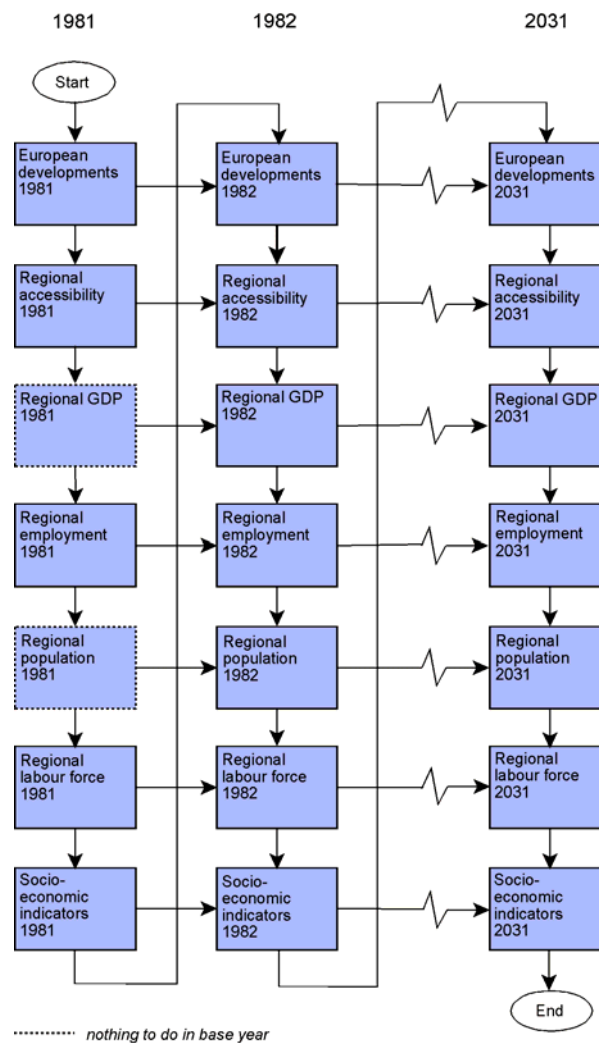 1981
1982
2031
Start
European
developments
1981
European
developments
1982
European
developments
2031
Regional
accessibility
1981
Regional
accessibility
1982
Regional
accessibility
2031
Regional GDP
1981
Regional GDP
1982
Regional GDP
2031
Regional
employment
1981
Regional
employment
1982
Regional
employment
2031
Regional
population
1981
Regional
population
1982
Regional
population
2031
Regional
labour force
1981
Regional
labour force
1982
Regional
labour force
2031
Socio-
economic
indicators
1981
Socio-
economic
indicators
1982
Socio-
economic
indicators
2031
End
nothing to do in base year